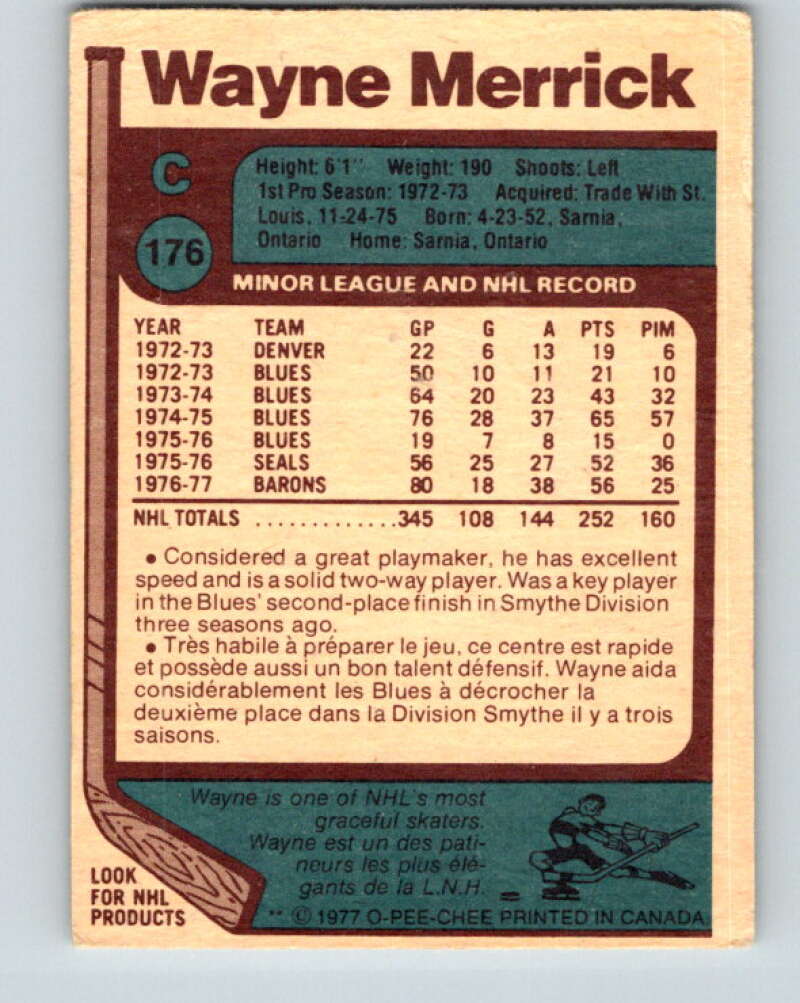 Wayne Merrick
C
176
Height: 6'1" Weight: 190 Shoots: Left
1st Pro Season: 1972-73 Acquired: Trade With St.
Louis, 11-24-75 Born: 4-23-52, Sarnia,
Ontario Home: Sarnia, Ontario
MINOR LEAGUE AND NHL RECORD
YEAR TEAM GP G A PTS PIM
1972-73 DENVER 22 6 13 19 6
1972-73 BLUES 50 10 11 21 10
1973-74 BLUES 64 20 23 43 32
1974-75 BLUES 76 28 37 65 57
1975-76 BLUES 19 7 8 15 0
1975-76 SEALS 56 25 27 52 36
1976-77 BARONS 80 18 38 56 25
NHL TOTALS .............345 108 144 252 160
• Considered a great playmaker, he has excellent
speed and is a solid two-way player. Was a key player
in the Blues' second-place finish in Smythe Division
three seasons ago.
• Très habile à préparer le jeu, ce centre est rapide
et possède aussi un bon talent défensif. Wayne aida
considérablement les Blues à décrocher la
deuxième place dans la Division Smythe il y a trois
saisons.
Wayne is one of NHL's most
graceful skaters.
Wayne est un des pati-
neurs les plus élé-
gants de la L.N.H.
LOOK
FOR NHL
PRODUCTS
** © 1977 O-PEE-CHEE PRINTED IN CANADA